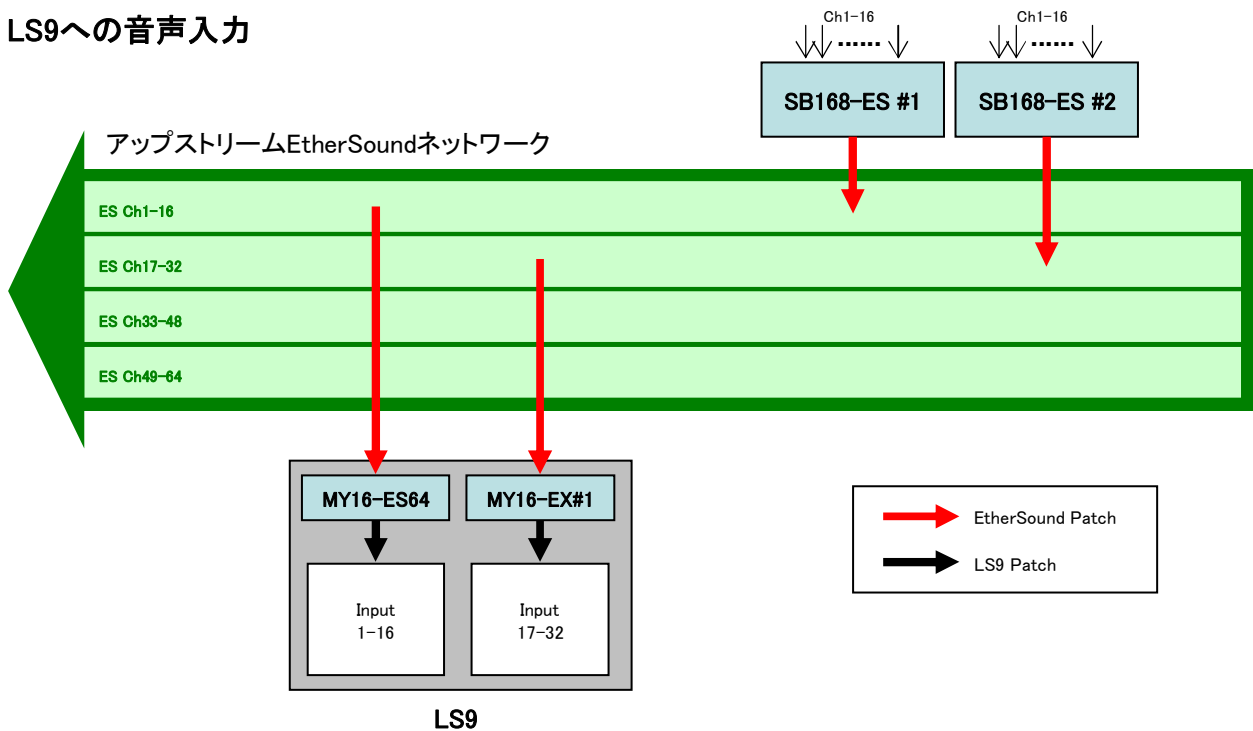 LS9への音声入力
Ch1-16
Ch1-16
SB168-ES #1
SB168-ES #2
アップストリームEtherSoundネットワーク
ES Ch1-16
ES Ch17-32
ES Ch33-48
ES Ch49-64
MY16-ES64
MY16-EX#1
Input
1-16
Input
17-32
LS9
EtherSound Patch
LS9 Patch